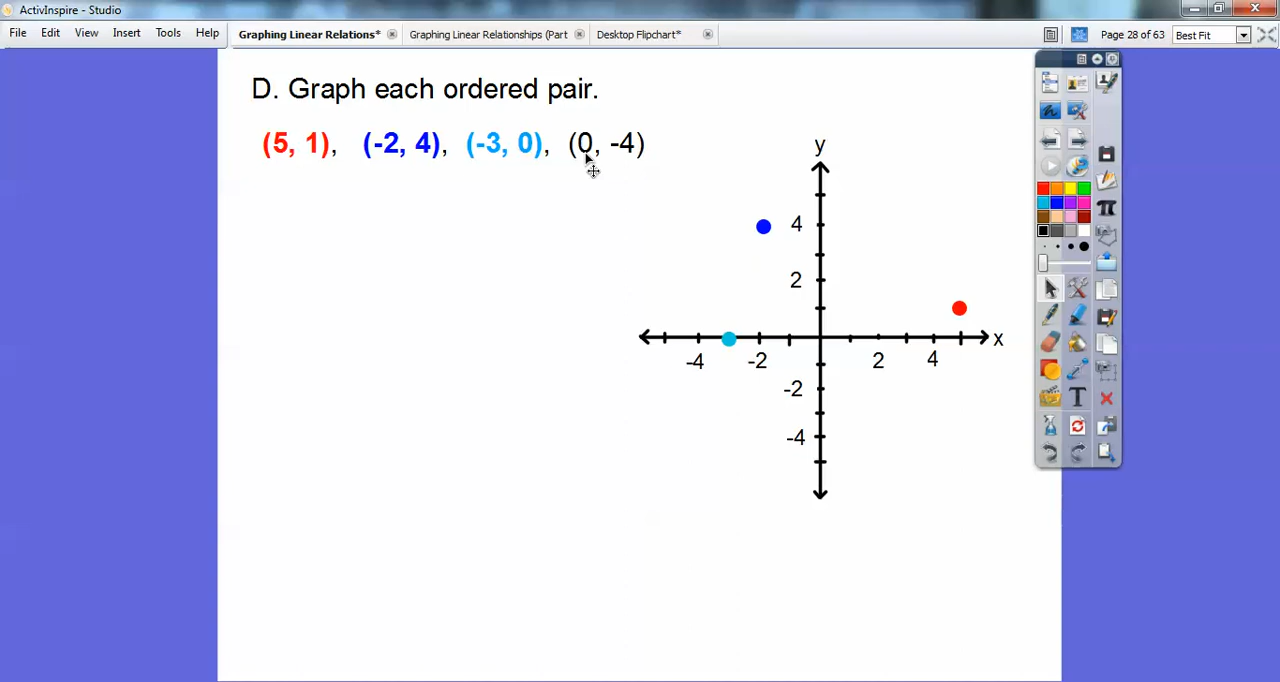 ActivInspire - Studio
File Edit View Insert Tools Help Graphing Linear Relations* Graphing Linear Relationships (Part Desktop Flipchart* Page 28 of 63 Best Fit
D. Graph each ordered pair.
(5, 1), (-2, 4), (-3, 0), (0, -4)
y
4
2
x
-4 -2 2 4
-2
-4
π
T